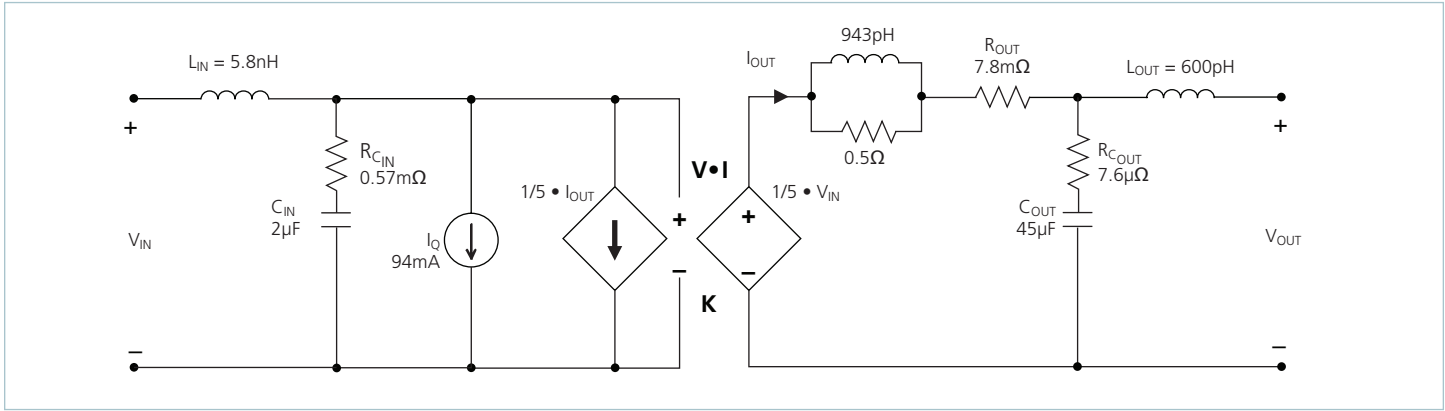 L_IN = 5.8nH
+
R_C_IN
0.57mΩ
C_IN
2µF
V_IN
I_Q
94mA
1/5 • I_OUT
−
V•I
+
−
K
1/5 • V_IN
+
−
I_OUT
943pH
0.5Ω
R_OUT
7.8mΩ
L_OUT = 600pH
+
R_C_OUT
7.6µΩ
C_OUT
45µF
V_OUT
−